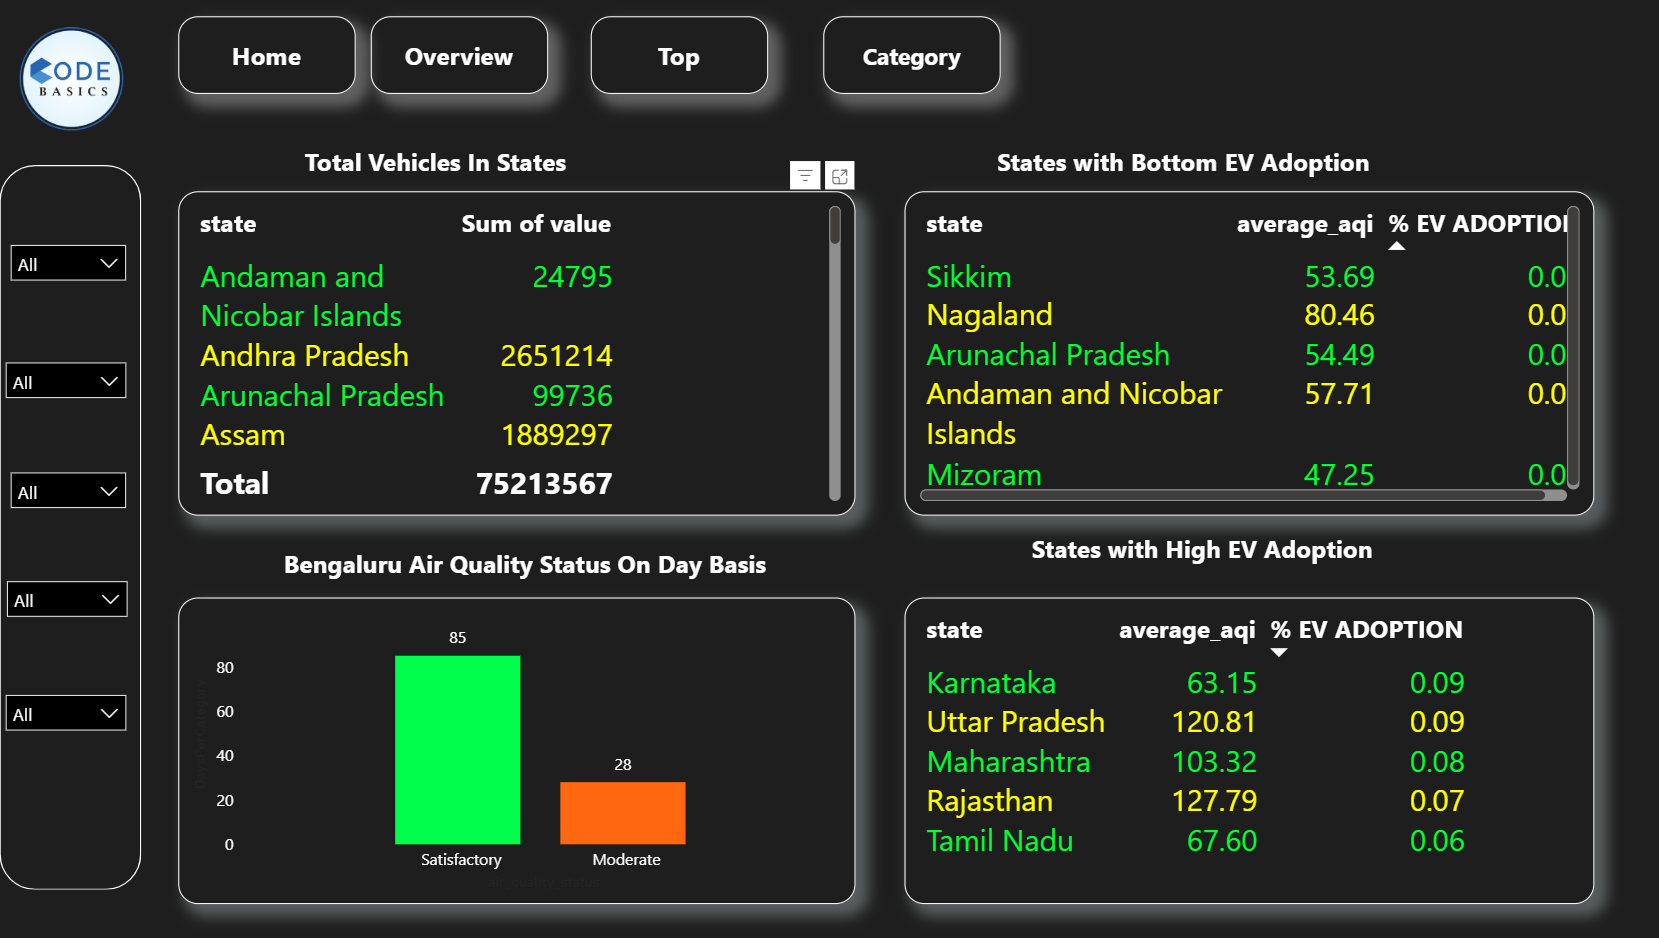 CODE
BASICS
Home
Overview
Top
Category
All
All
All
All
All
Total Vehicles In States
state Sum of value
Andaman and 24795
Nicobar Islands
Andhra Pradesh 2651214
Arunachal Pradesh 99736
Assam 1889297
Total 75213567
States with Bottom EV Adoption
state average_aqi % EV ADOPTION
Sikkim 53.69 0.0
Nagaland 80.46 0.0
Arunachal Pradesh 54.49 0.0
Andaman and Nicobar 57.71 0.0
Islands
Mizoram 47.25 0.0
Bengaluru Air Quality Status On Day Basis
85
28
80
60
40
20
0
Satisfactory
Moderate
air_quality_status
States with High EV Adoption
state average_aqi % EV ADOPTION
Karnataka 63.15 0.09
Uttar Pradesh 120.81 0.09
Maharashtra 103.32 0.08
Rajasthan 127.79 0.07
Tamil Nadu 67.60 0.06